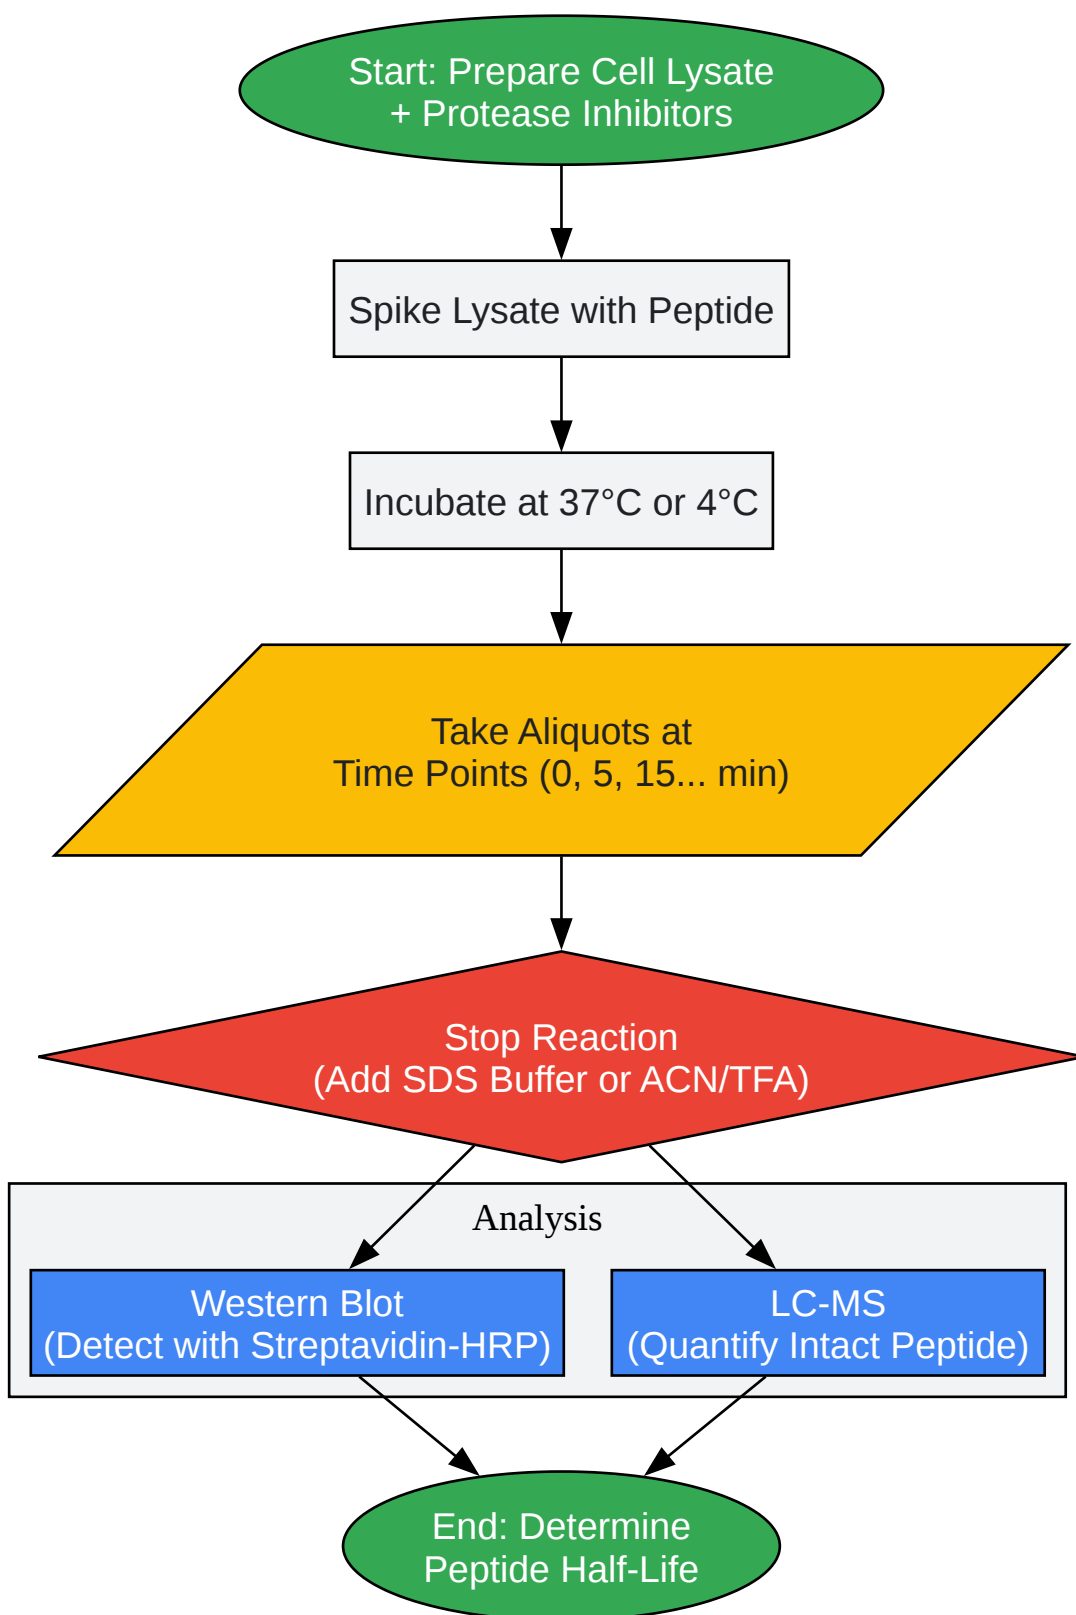 Start: Prepare Cell Lysate
+ Protease Inhibitors
Spike Lysate with Peptide
Incubate at 37°C or 4°C
Take Aliquots at
Time Points (0, 5, 15... min)
Stop Reaction
(Add SDS Buffer or ACN/TFA)
Analysis
Western Blot
(Detect with Streptavidin-HRP)
LC-MS
(Quantify Intact Peptide)
End: Determine
Peptide Half-Life